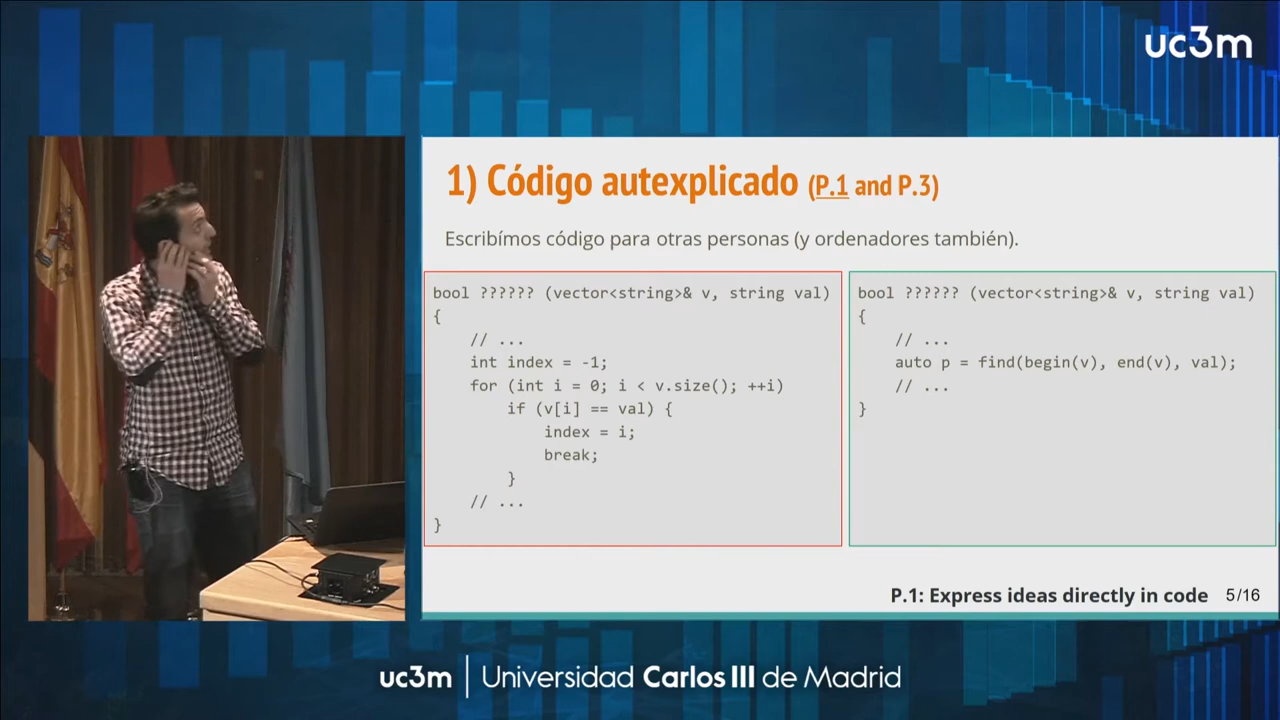 uc3m
1) Código autexplicado (P.1 and P.3)
Escribímos código para otras personas (y ordenadores también).
bool ?????? (vector<string>& v, string val)
{
    // ...
    int index = -1;
    for (int i = 0; i < v.size(); ++i)
        if (v[i] == val) {
            index = i;
            break;
        }
    // ...
}
bool ?????? (vector<string>& v, string val)
{
    // ...
    auto p = find(begin(v), end(v), val);
    // ...
}
P.1: Express ideas directly in code 5/16
uc3m | Universidad Carlos III de Madrid